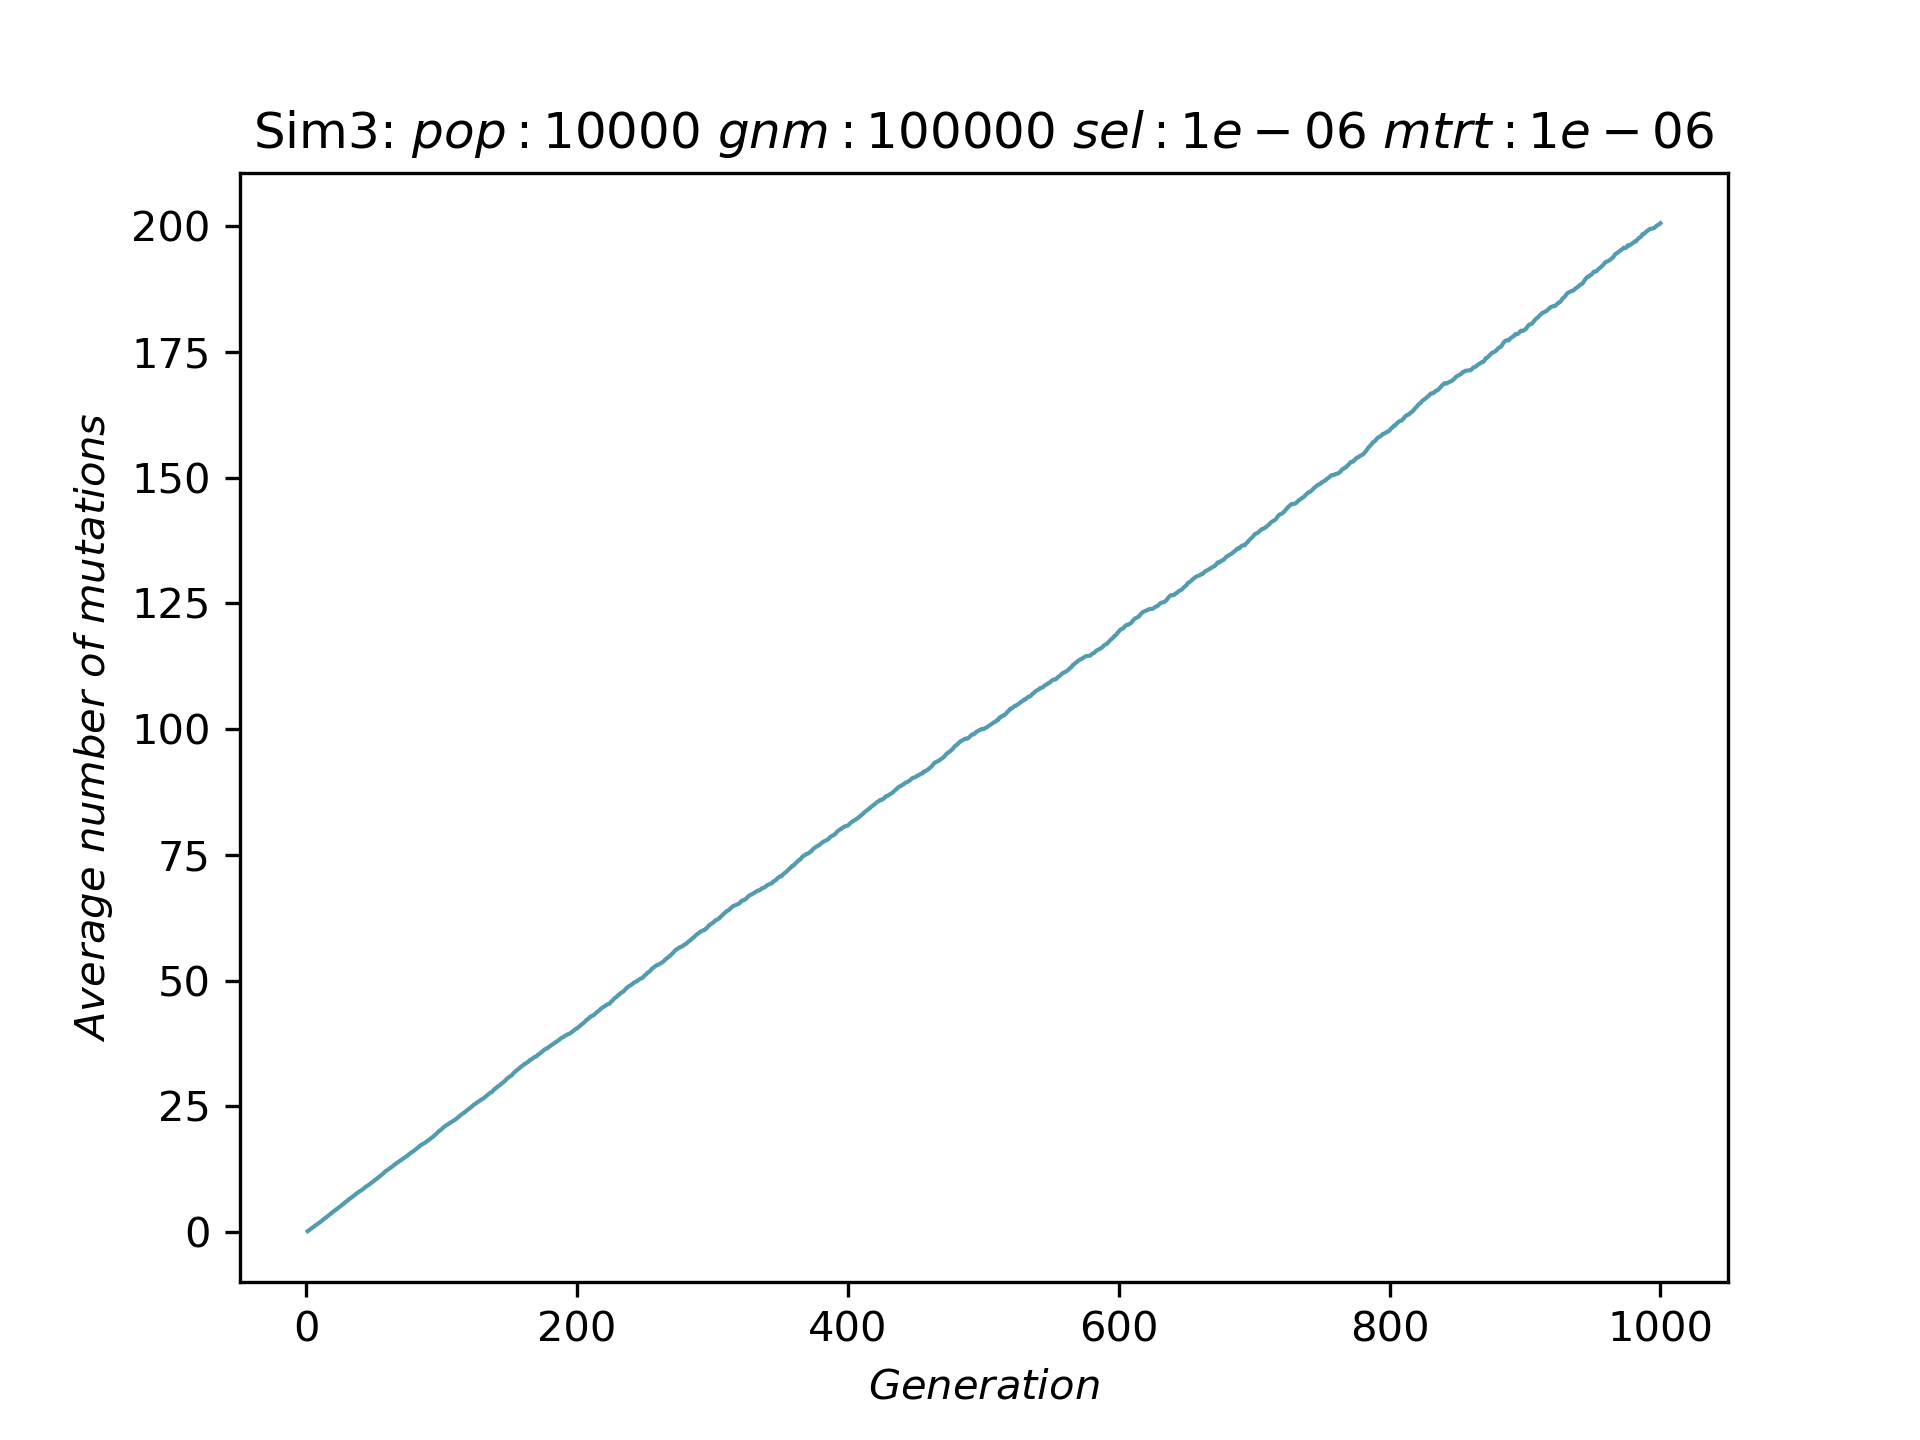 Sim3: pop : 10000 gnm : 100000 sel : 1e − 06 mtrt : 1e − 06
200
175
150
125
100
75
50
25
0
Average number of mutations
0 200 400 600 800 1000
Generation